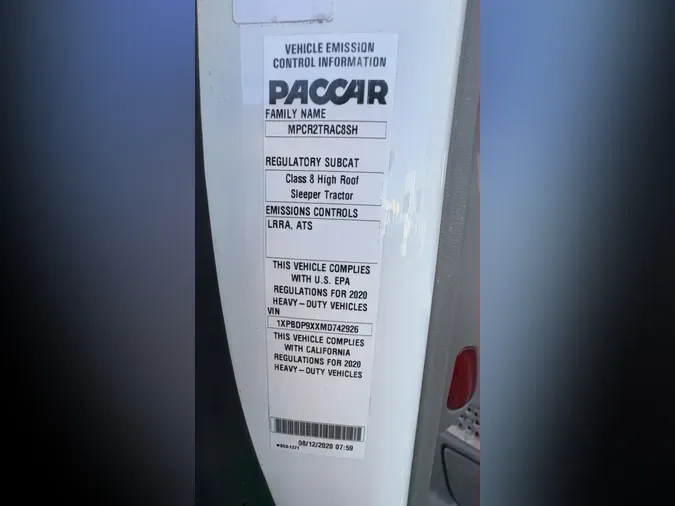 VEHICLE EMISSION
CONTROL INFORMATION
PACCAR
FAMILY NAME
MPCR2TRAC8SH
REGULATORY SUBCAT
Class 8 High Roof
Sleeper Tractor
EMISSIONS CONTROLS
LRRA, ATS
THIS VEHICLE COMPLIES
WITH U.S. EPA
REGULATIONS FOR 2020
HEAVY-DUTY VEHICLES
VIN
1XPBDP9XXMD742926
THIS VEHICLE COMPLIES
WITH CALIFORNIA
REGULATIONS FOR 2020
HEAVY-DUTY VEHICLES
08/12/2020 07:59